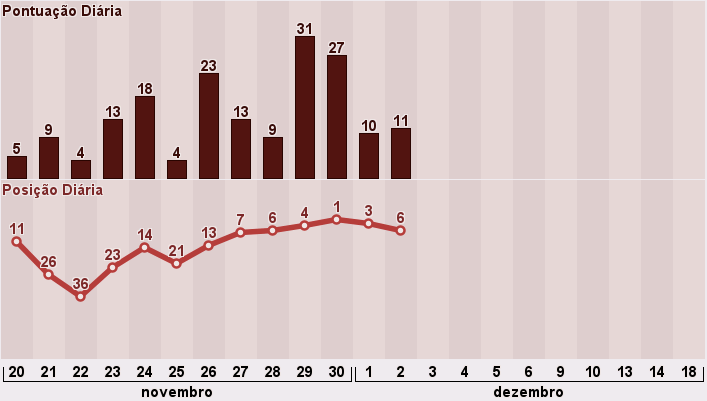 Pontuação Diária
5 9 4 13 18 4 23 13 9 31 27 10 11
Posição Diária
11 26 36 23 14 21 13 7 6 4 1 3 6
20 21 22 23 24 25 26 27 28 29 30 1 2 3 4 5 6 9 10 13 14 18
novembro dezembro